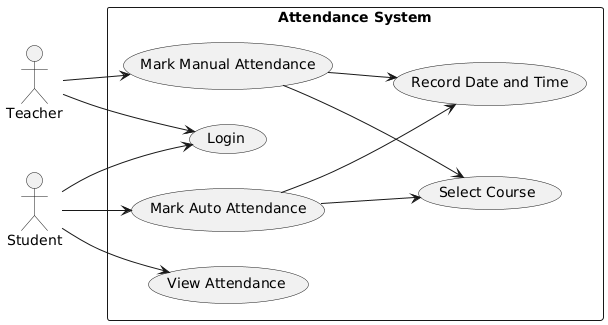 Attendance System
Mark Manual Attendance
Record Date and Time
Teacher
Login
Select Course
Mark Auto Attendance
Student
View Attendance